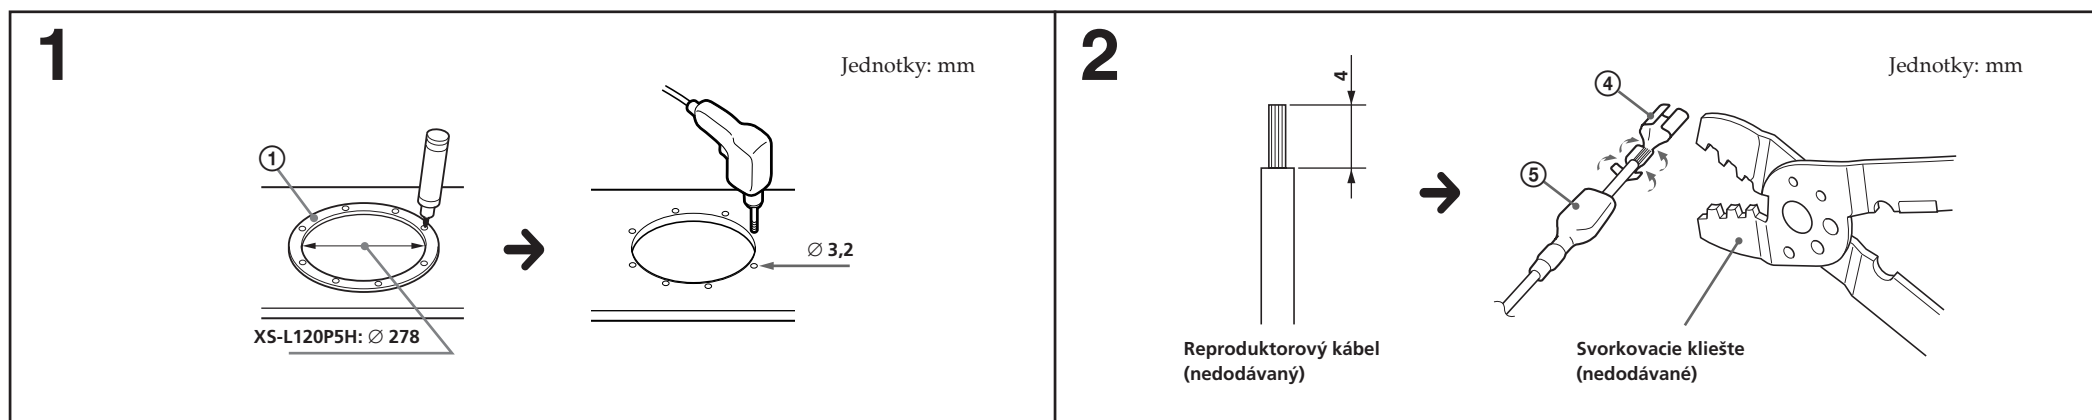 1
Jednotky: mm
1
XS-L120P5H: ∅ 278
∅ 3,2
2
Jednotky: mm
4
4
5
Reproduktorový kábel
(nedodávaný)
Svorkovacie kliešte
(nedodávané)